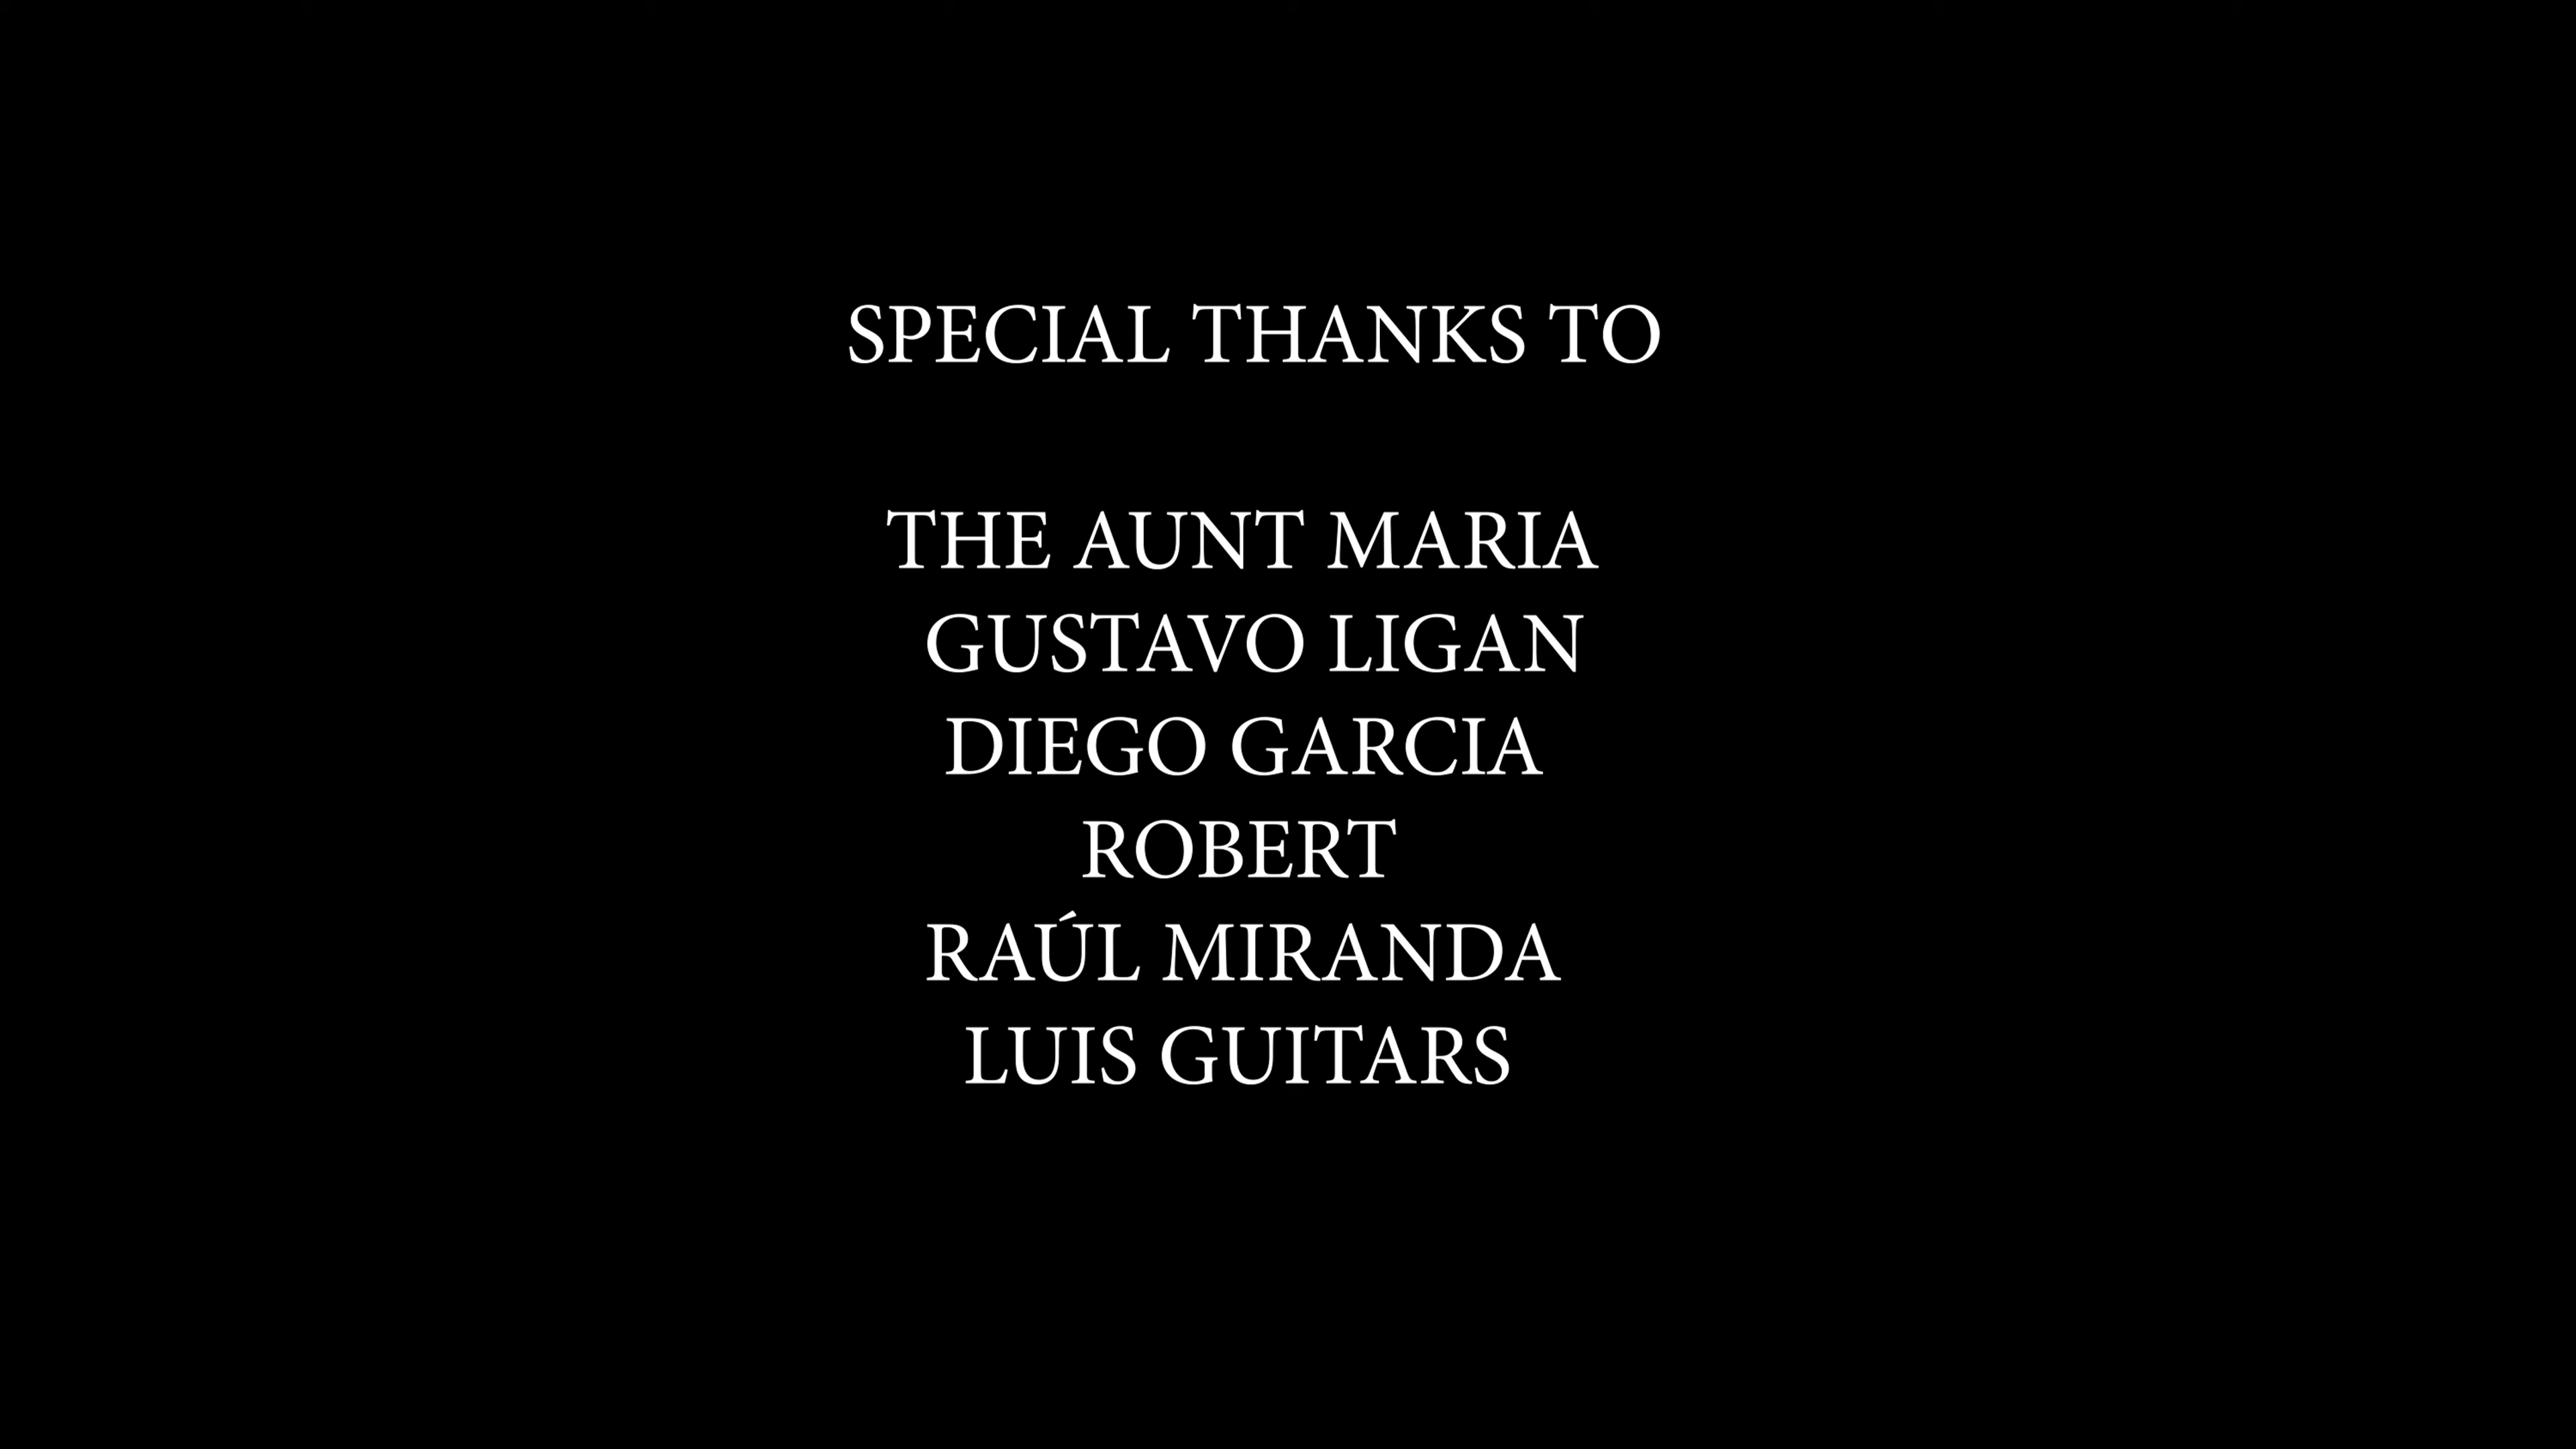 SPECIAL THANKS TO
THE AUNT MARIA
GUSTAVO LIGAN
DIEGO GARCIA
ROBERT
RAÚL MIRANDA
LUIS GUITARS